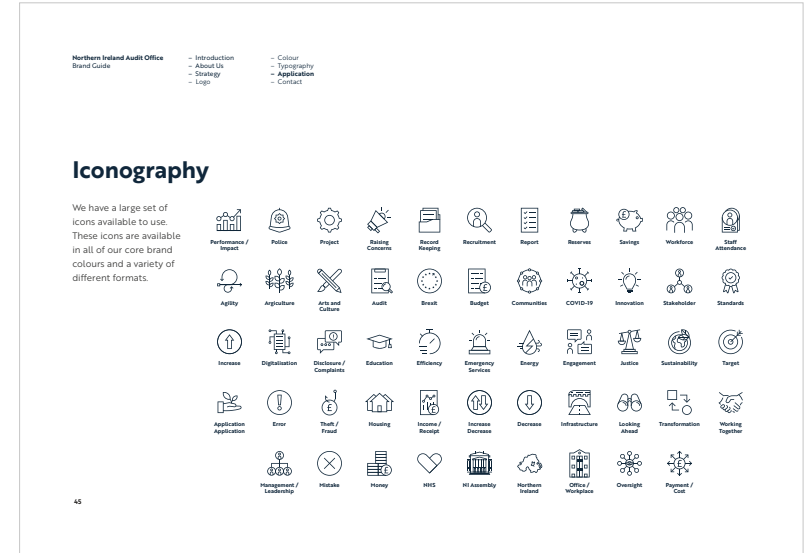 Northern Ireland Audit Office
Brand Guide
– Introduction
– About Us
– Strategy
– Logo
– Colour
– Typography
– Application
– Contact
Iconography
We have a large set of
icons available to use.
These icons are available
in all of our core brand
colours and a variety of
different formats.
Performance /
Impact
Police
Project
Raising
Concerns
Record
Keeping
Recruitment
Report
Reserves
Savings
Workforce
Staff
Attendance
Agility
Argiculture
Arts and
Culture
Audit
Brexit
Budget
Communities
COVID-19
Innovation
Stakeholder
Standards
Increase
Digitalisation
Disclosure /
Complaints
Education
Efficiency
Emergency
Services
Energy
Engagement
Justice
Sustainability
Target
Application
Application
Error
Theft /
Fraud
Housing
Income /
Receipt
Increase
Decrease
Decrease
Infrastructure
Looking
Ahead
Transformation
Working
Together
Management /
Leadership
Mistake
Money
NHS
NI Assembly
Northern
Ireland
Office /
Workplace
Oversight
Payment /
Cost
45